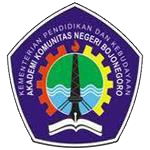 KEMENTERIAN PENDIDIKAN DAN KEBUDAYAAN
AKADEMI KOMUNITAS NEGERI BOJONEGORO